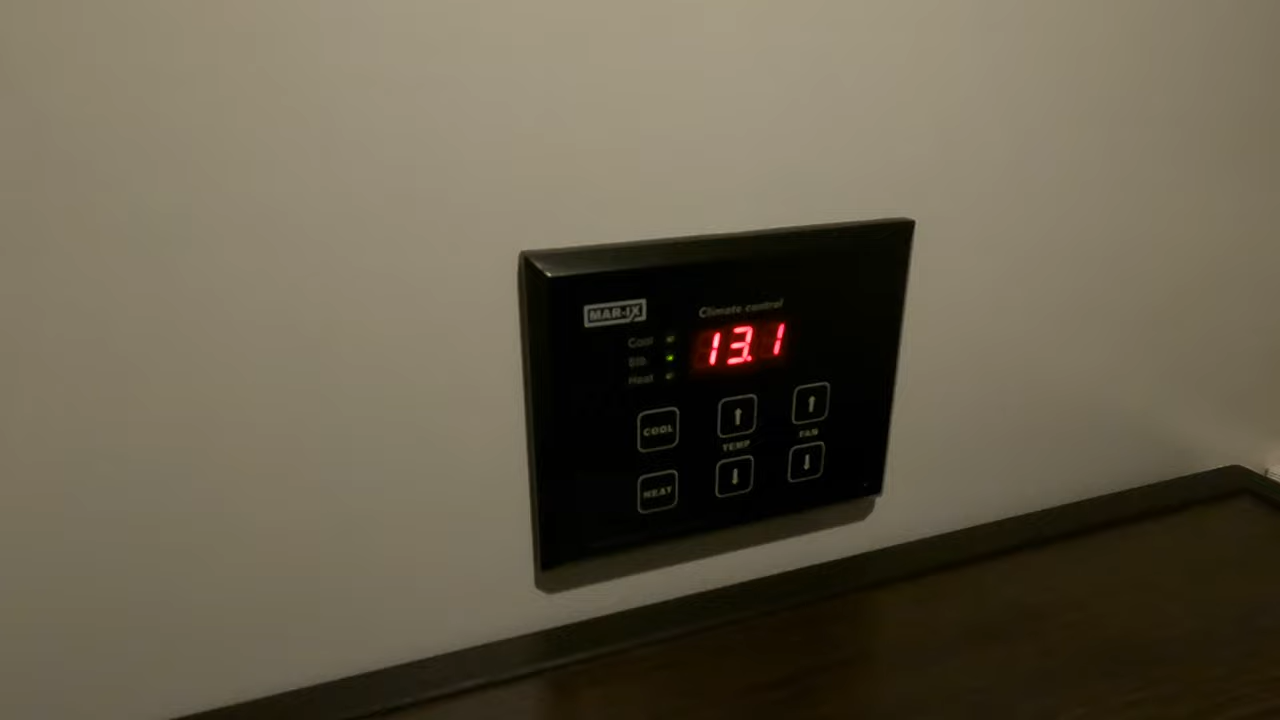 MAR-IX
Climate control
Cool
Stb
Heat
13.1
COOL
TEMP
FAN
HEAT